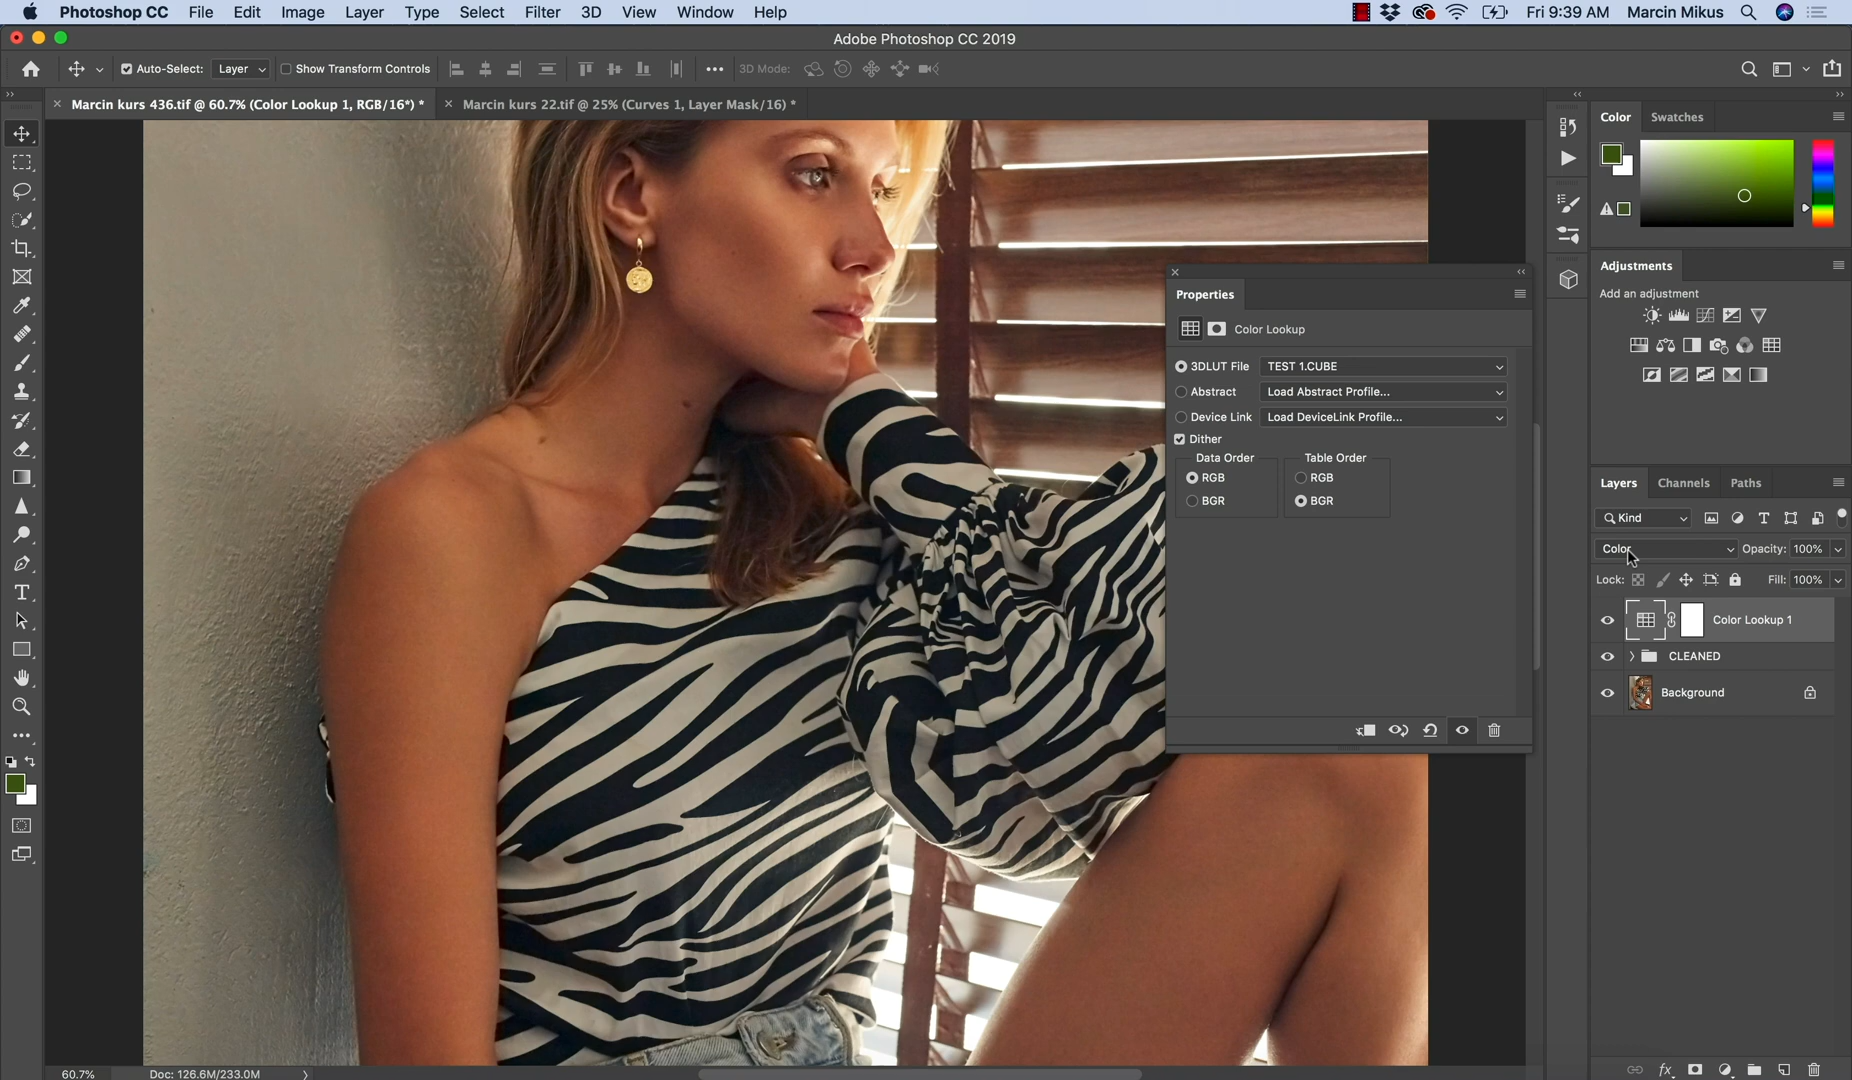 Photoshop CC File Edit Image Layer Type Select Filter 3D View Window Help Fri 9:39 AM Marcin Mikus
Adobe Photoshop CC 2019
Auto-Select: Layer Show Transform Controls 3D Mode:
Marcin kurs 436.tif @ 60.7% (Color Lookup 1, RGB/16*) * Marcin kurs 22.tif @ 25% (Curves 1, Layer Mask/16) *
Color Swatches
Adjustments
Add an adjustment
Properties
Color Lookup
3DLUT File TEST 1.CUBE
Abstract Load Abstract Profile...
Device Link Load DeviceLink Profile...
Dither
Data Order Table Order
RGB RGB
BGR BGR
Layers Channels Paths
Kind
Color Opacity: 100%
Lock: Fill: 100%
Color Lookup 1
CLEANED
Background
60.7% Doc: 126.6M/233.0M